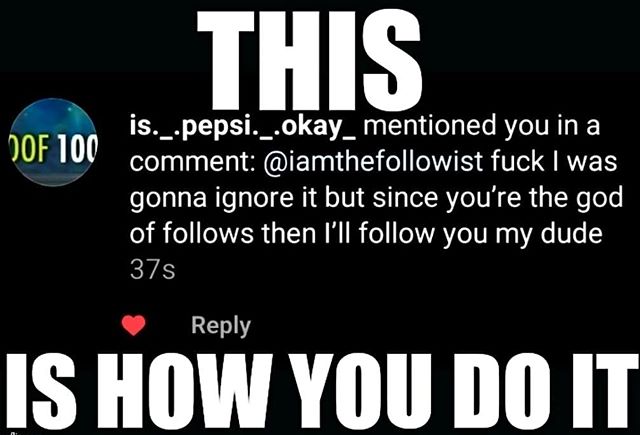 THIS
OOF 100
is._.pepsi._.okay_ mentioned you in a
comment: @iamthefollowist fuck I was
gonna ignore it but since you're the god
of follows then I'll follow you my dude
37s
Reply
IS HOW YOU DO IT